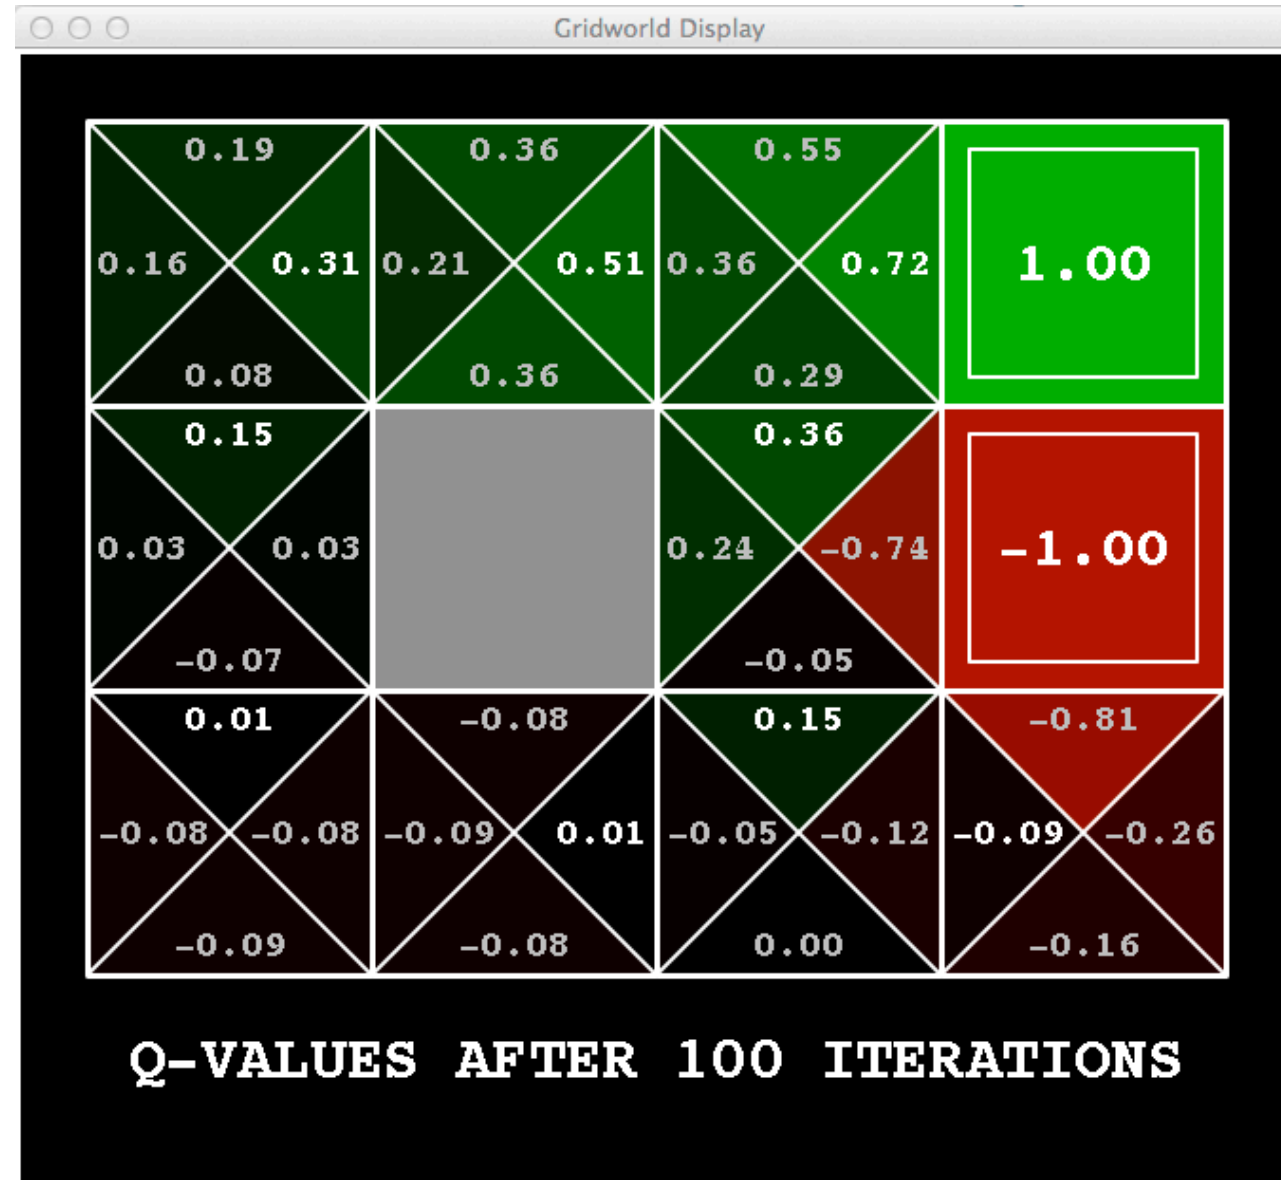 Gridworld Display
0.19 0.36 0.55
0.16 0.31 0.21 0.51 0.36 0.72 1.00
0.08 0.36 0.29
0.15 0.36
0.03 0.03 0.24 -0.74 -1.00
-0.07 -0.05
0.01 -0.08 0.15 -0.81
-0.08 -0.08 -0.09 0.01 -0.05 -0.12 -0.09 -0.26
-0.09 -0.08 0.00 -0.16
Q-VALUES AFTER 100 ITERATIONS